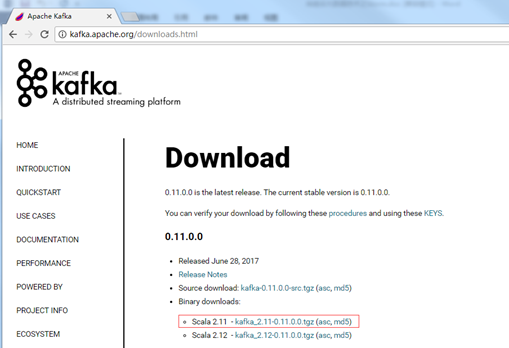 Apache Kafka
kafka.apache.org/downloads.html
APACHE
kafka
A distributed streaming platform
HOME
INTRODUCTION
QUICKSTART
USE CASES
DOCUMENTATION
PERFORMANCE
POWERED BY
PROJECT INFO
ECOSYSTEM
Download
0.11.0.0 is the latest release. The current stable version is 0.11.0.0.
You can verify your download by following these procedures and using these KEYS.
0.11.0.0
Released June 28, 2017
Release Notes
Source download: kafka-0.11.0.0-src.tgz (asc, md5)
Binary downloads:
Scala 2.11 - kafka_2.11-0.11.0.0.tgz (asc, md5)
Scala 2.12 - kafka_2.12-0.11.0.0.tgz (asc, md5)